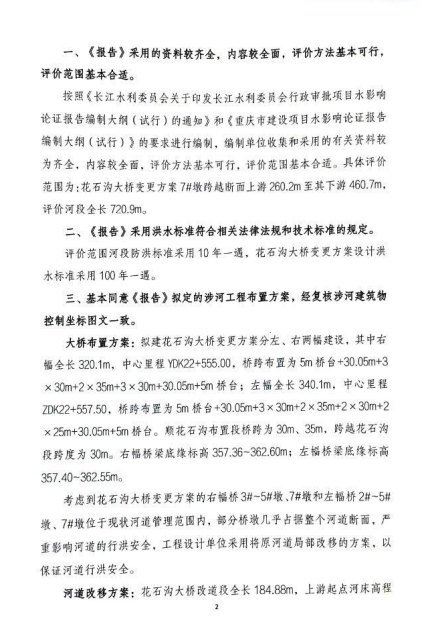 一、《报告》采用的资料较齐全，内容较全面，评价方法基本可行，
评价范围基本合适。
按照《长江水利委员会关于印发长江水利委员会行政审批项目水影响
论证报告编制大纲（试行）的通知》和《重庆市建设项目水影响论证报告
编制大纲（试行）》的要求进行编制，编制单位收集和采用的有关资料较
为齐全，内容较全面，评价方法基本可行，评价范围基本合适。具体评价
范围为：花石沟大桥变更方案7#墩跨越断面上游260.2m至其下游460.7m，
评价河段全长720.9m。
二、《报告》采用洪水标准符合相关法律法规和技术标准的规定。
评价范围河段防洪标准采用10年一遇，花石沟大桥变更方案设计洪
水标准采用100年一遇。
三、基本同意《报告》拟定的涉河工程布置方案，经复核涉河建筑物
控制坐标图文一致。
大桥布置方案：拟建花石沟大桥变更方案分左、右两幅建设，其中右
幅全长320.1m，中心里程YDK22+555.00，桥跨布置为5m桥台+30.05m+3
×30m+2×35m+3×30m+30.05m+5m桥台；左幅全长340.1m，中心里程
ZDK22+557.50，桥跨布置为5m桥台+30.05m+3×30m+2×35m+2×30m+2
×25m+30.05m+5m桥台。顺花石沟布置段桥跨为30m、35m，跨越花石沟
段跨度为30m。右幅桥梁底缘标高357.36~362.60m；左幅桥梁底缘标高
357.40~362.55m。
考虑到花石沟大桥变更方案的右幅桥3#~5#墩、7#墩和左幅桥2#~5#
墩、7#墩位于现状河道管理范围内，部分桥墩几乎占据整个河道断面，严
重影响河道的行洪安全，工程设计单位采用将原河道局部改移的方案，以
保证河道行洪安全。
河道改移方案：花石沟大桥改道段全长184.88m，上游起点河床高程
2